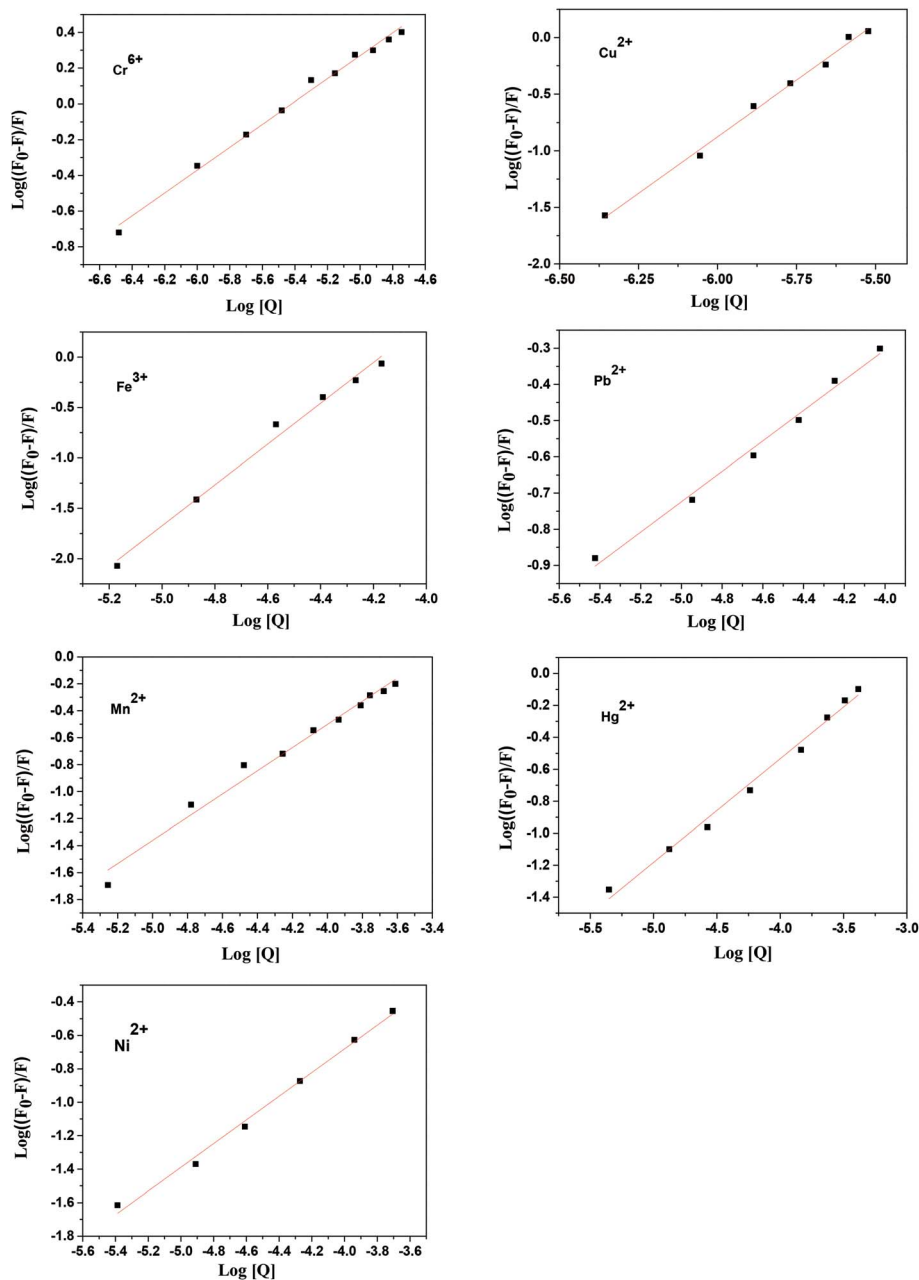 Cr6+
Log((F0-F)/F)
0.4
0.2
0.0
-0.2
-0.4
-0.6
-0.8
-6.6 -6.4 -6.2 -6.0 -5.8 -5.6 -5.4 -5.2 -5.0 -4.8 -4.6
Log [Q]
Cu2+
Log((F0-F)/F)
0.0
-0.5
-1.0
-1.5
-2.0
-6.50 -6.25 -6.00 -5.75 -5.50
Log [Q]
Fe3+
Log((F0-F)/F)
0.0
-0.5
-1.0
-1.5
-2.0
-5.2 -5.0 -4.8 -4.6 -4.4 -4.2 -4.0
Log [Q]
Pb2+
Log((F0-F)/F)
-0.3
-0.4
-0.5
-0.6
-0.7
-0.8
-0.9
-5.6 -5.4 -5.2 -5.0 -4.8 -4.6 -4.4 -4.2 -4.0
Log [Q]
Mn2+
Log((F0-F)/F)
0.0
-0.2
-0.4
-0.6
-0.8
-1.0
-1.2
-1.4
-1.6
-1.8
-5.4 -5.2 -5.0 -4.8 -4.6 -4.4 -4.2 -4.0 -3.8 -3.6 -3.4
Log [Q]
Hg2+
Log((F0-F)/F)
0.0
-0.2
-0.4
-0.6
-0.8
-1.0
-1.2
-1.4
-5.5 -5.0 -4.5 -4.0 -3.5 -3.0
Log [Q]
Ni2+
Log((F0-F)/F)
-0.4
-0.6
-0.8
-1.0
-1.2
-1.4
-1.6
-1.8
-5.6 -5.4 -5.2 -5.0 -4.8 -4.6 -4.4 -4.2 -4.0 -3.8 -3.6
Log [Q]